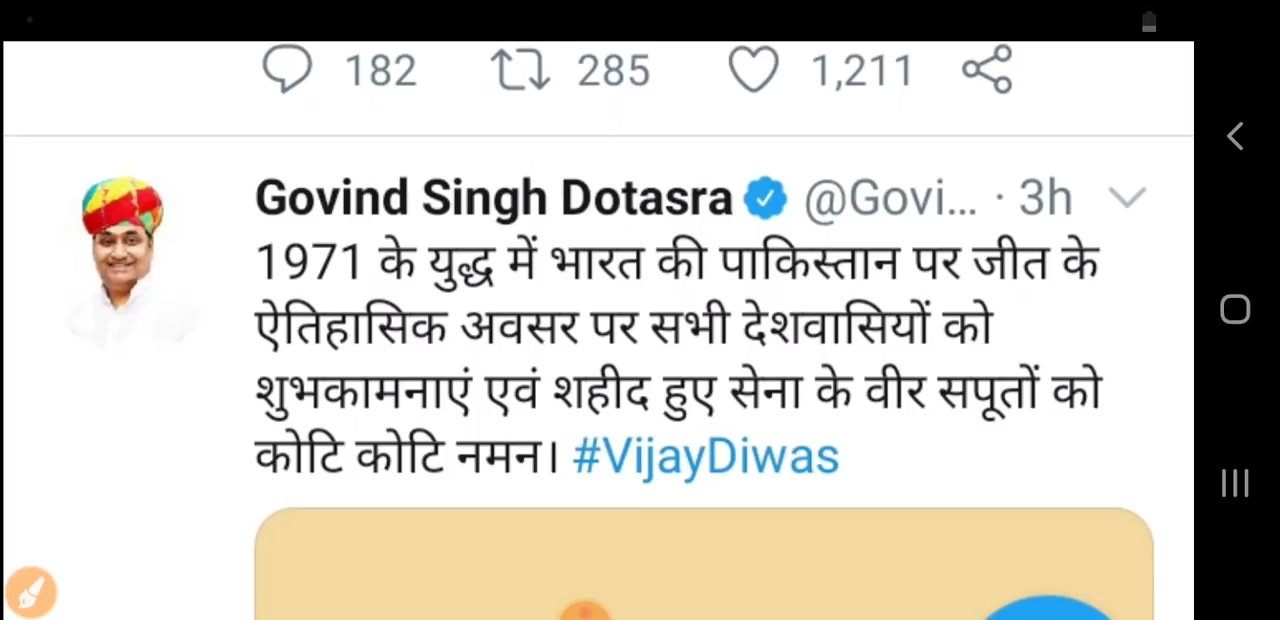 182 285 1,211
Govind Singh Dotasra @Govi... · 3h
1971 के युद्ध में भारत की पाकिस्तान पर जीत के
ऐतिहासिक अवसर पर सभी देशवासियों को
शुभकामनाएं एवं शहीद हुए सेना के वीर सपूतों को
कोटि कोटि नमन। #VijayDiwas